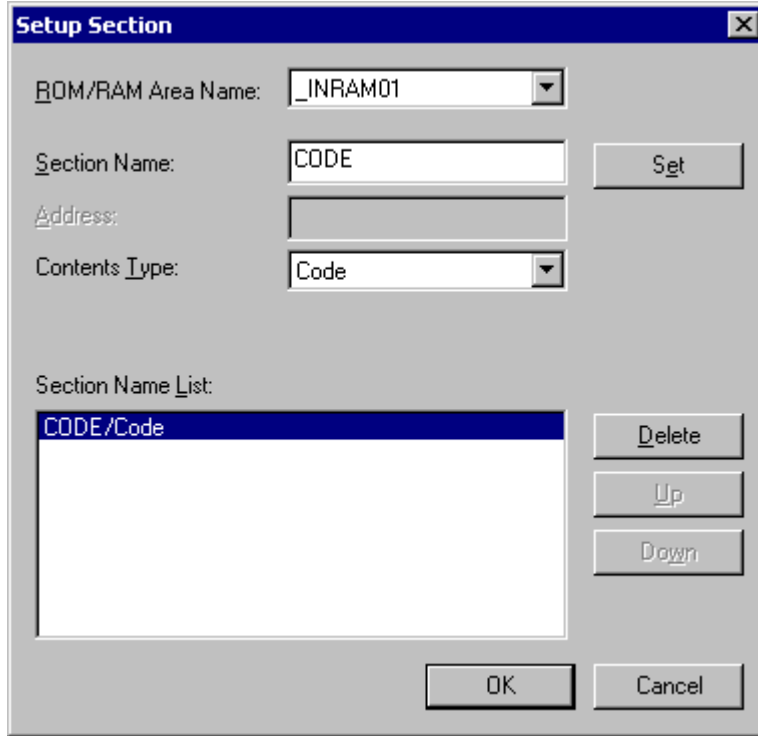 Setup Section
ROM/RAM Area Name: _INRAM01
Section Name: CODE Set
Address:
Contents Type: Code
Section Name List:
CODE/Code
Delete
Up
Down
OK Cancel